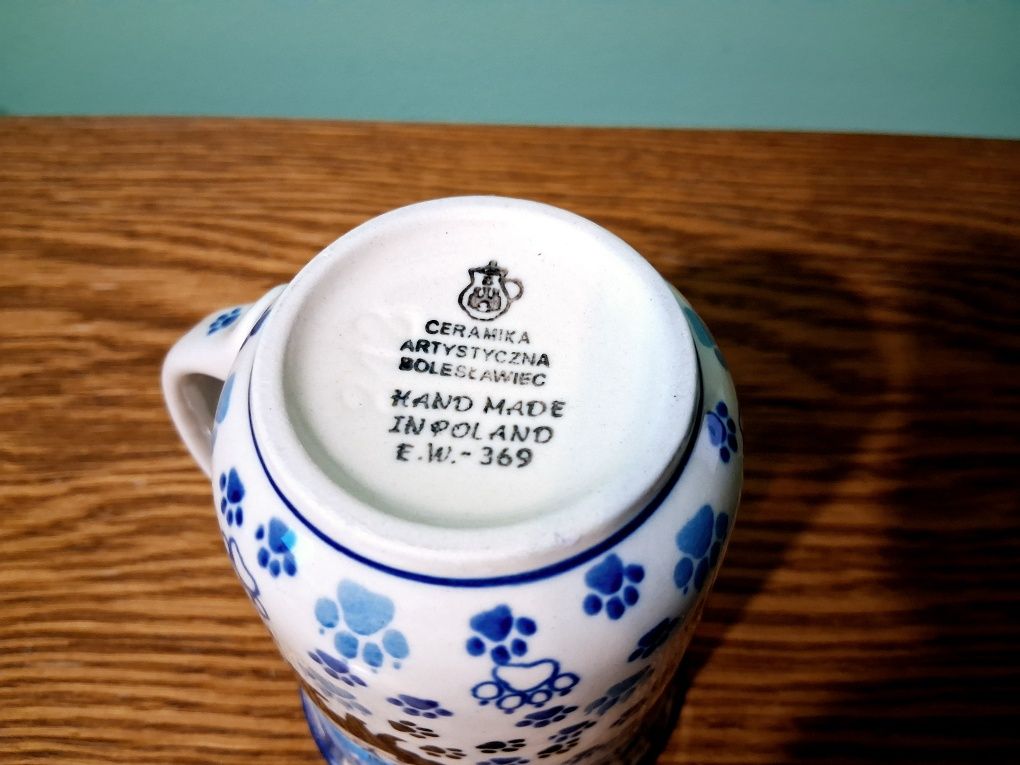 CERAMIKA
ARTYSTYCZNA
BOLESŁAWIEC
HAND MADE
IN POLAND
E.W.-369